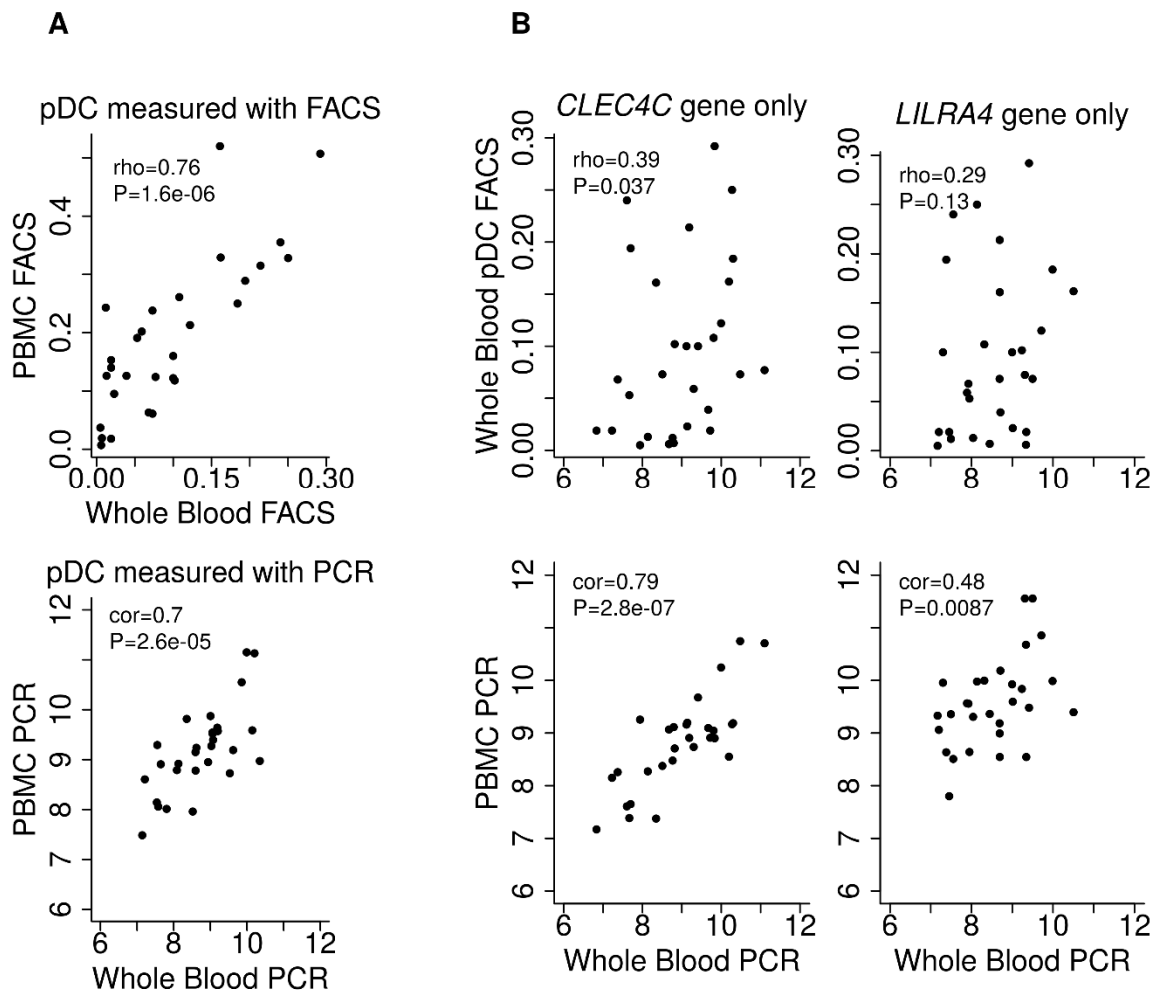 A
B
pDC measured with FACS
rho=0.76
P=1.6e-06
PBMC FACS
0.0 0.2 0.4
0.00 0.15 0.30
Whole Blood FACS
CLEC4C gene only
rho=0.39
P=0.037
Whole Blood pDC FACS
0.00 0.10 0.20 0.30
6 8 10 12
LILRA4 gene only
rho=0.29
P=0.13
0.00 0.10 0.20 0.30
6 8 10 12
pDC measured with PCR
cor=0.7
P=2.6e-05
PBMC PCR
6 7 8 9 10 12
6 8 10 12
Whole Blood PCR
cor=0.79
P=2.8e-07
PBMC PCR
6 7 8 9 10 12
6 8 10 12
Whole Blood PCR
cor=0.48
P=0.0087
6 7 8 9 10 12
6 8 10 12
Whole Blood PCR